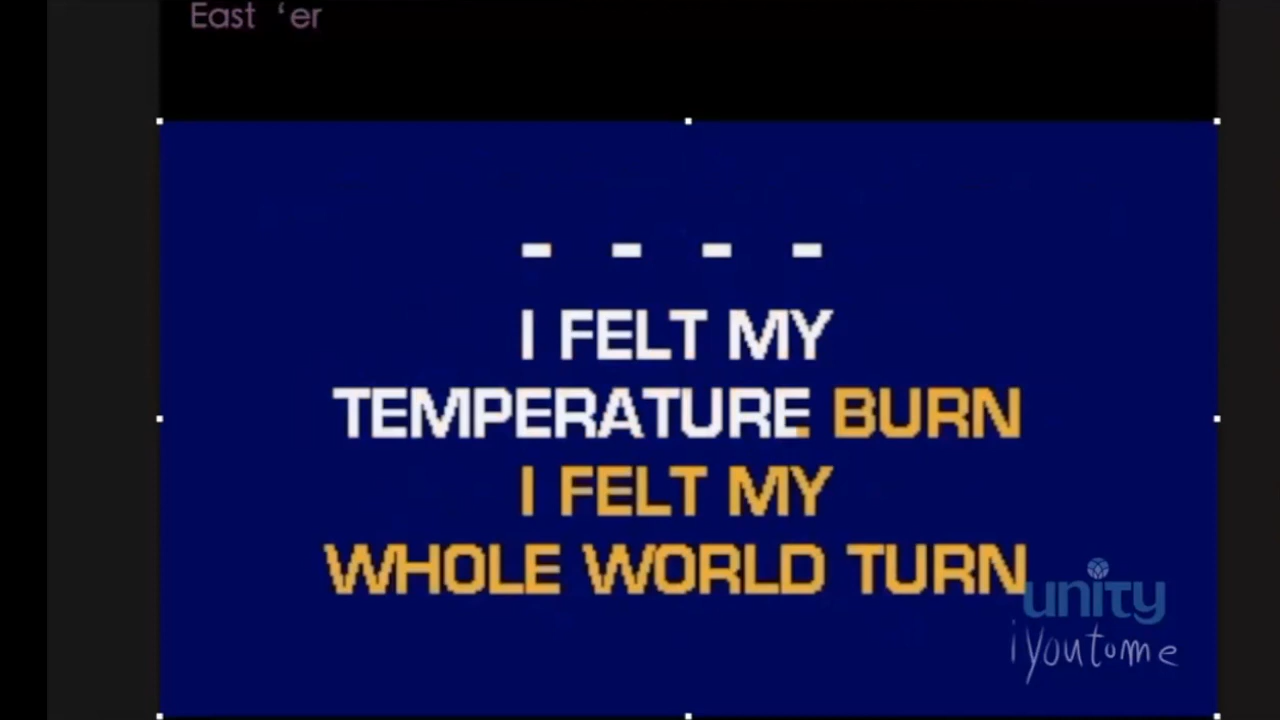 East ‘er
- - - -
I FELT MY
TEMPERATURE BURN
I FELT MY
WHOLE WORLD TURN
unity
iyoutome